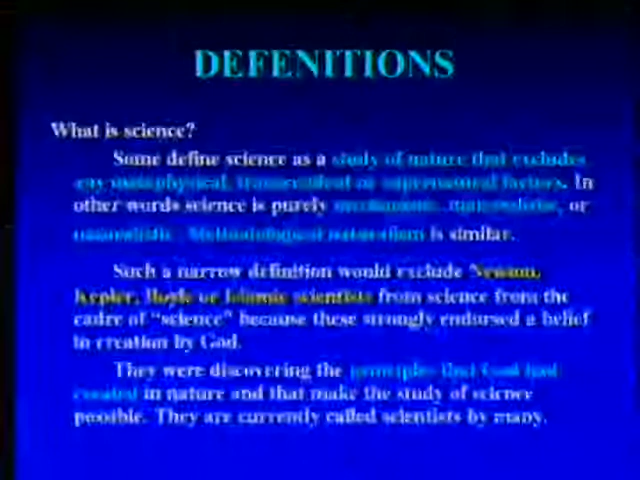 DEFENITIONS
What is science?
Some define science as a study of nature that excludes
any metaphysical, transcendent or supernatural factors. In
other words science is purely mechanistic, materialistic, or
naturalistic. Methodological naturalism is similar.
Such a narrow definition would exclude Newton,
Kepler, Boyle or Islamic scientists from science from the
cadre of "science" because these strongly endorsed a belief
in creation by God.
They were discovering the principles that God had
created in nature and that make the study of science
possible. They are currently called scientists by many.